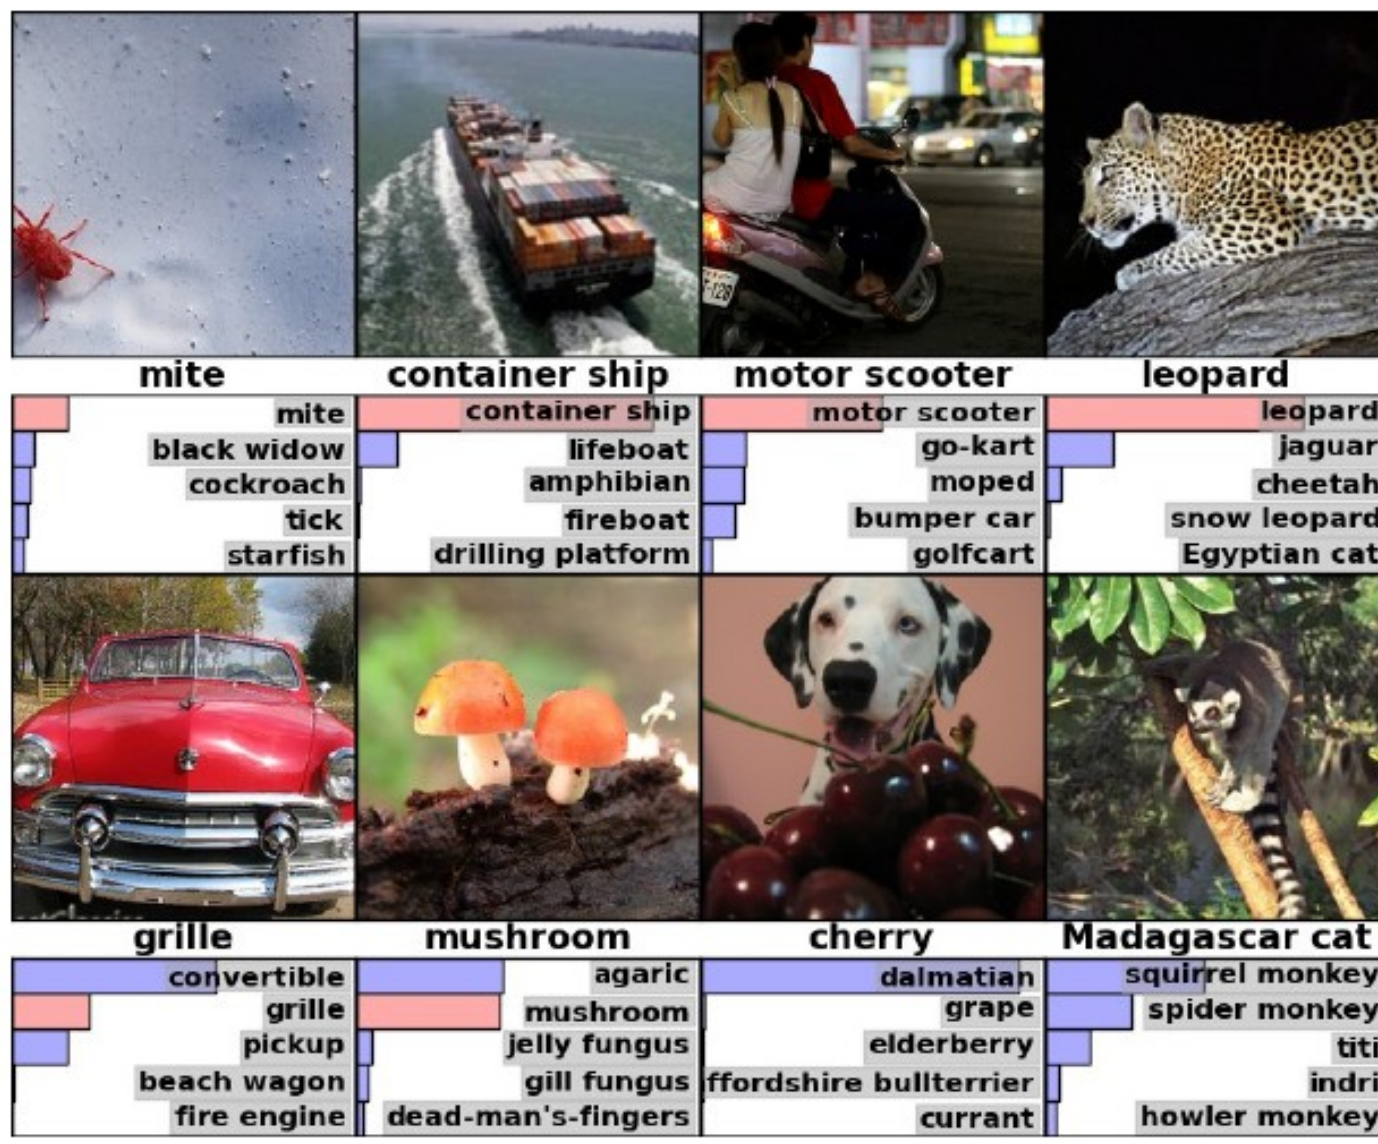 mite
container ship
motor scooter
leopard
mite
black widow
cockroach
tick
starfish
container ship
lifeboat
amphibian
fireboat
drilling platform
motor scooter
go-kart
moped
bumper car
golfcart
leopard
jaguar
cheetah
snow leopard
Egyptian cat
grille
mushroom
cherry
Madagascar cat
convertible
grille
pickup
beach wagon
fire engine
agaric
mushroom
jelly fungus
gill fungus
dead-man's-fingers
dalmatian
grape
elderberry
ffordshire bullterrier
currant
squirrel monkey
spider monkey
titi
indri
howler monkey